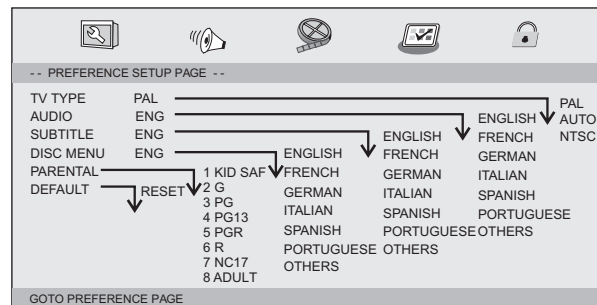 -- PREFERENCE SETUP PAGE --
TV TYPE PAL
AUDIO ENG
SUBTITLE ENG
DISC MENU ENG
PARENTAL
DEFAULT RESET
1 KID SAF
2 G
3 PG
4 PG13
5 PGR
6 R
7 NC17
8 ADULT
ENGLISH
FRENCH
GERMAN
ITALIAN
SPANISH
PORTUGUESE
OTHERS
ENGLISH
FRENCH
GERMAN
ITALIAN
SPANISH
PORTUGUESE
OTHERS
ENGLISH
FRENCH
GERMAN
ITALIAN
SPANISH
PORTUGUESE
OTHERS
PAL
AUTO
NTSC
GOTO PREFERENCE PAGE